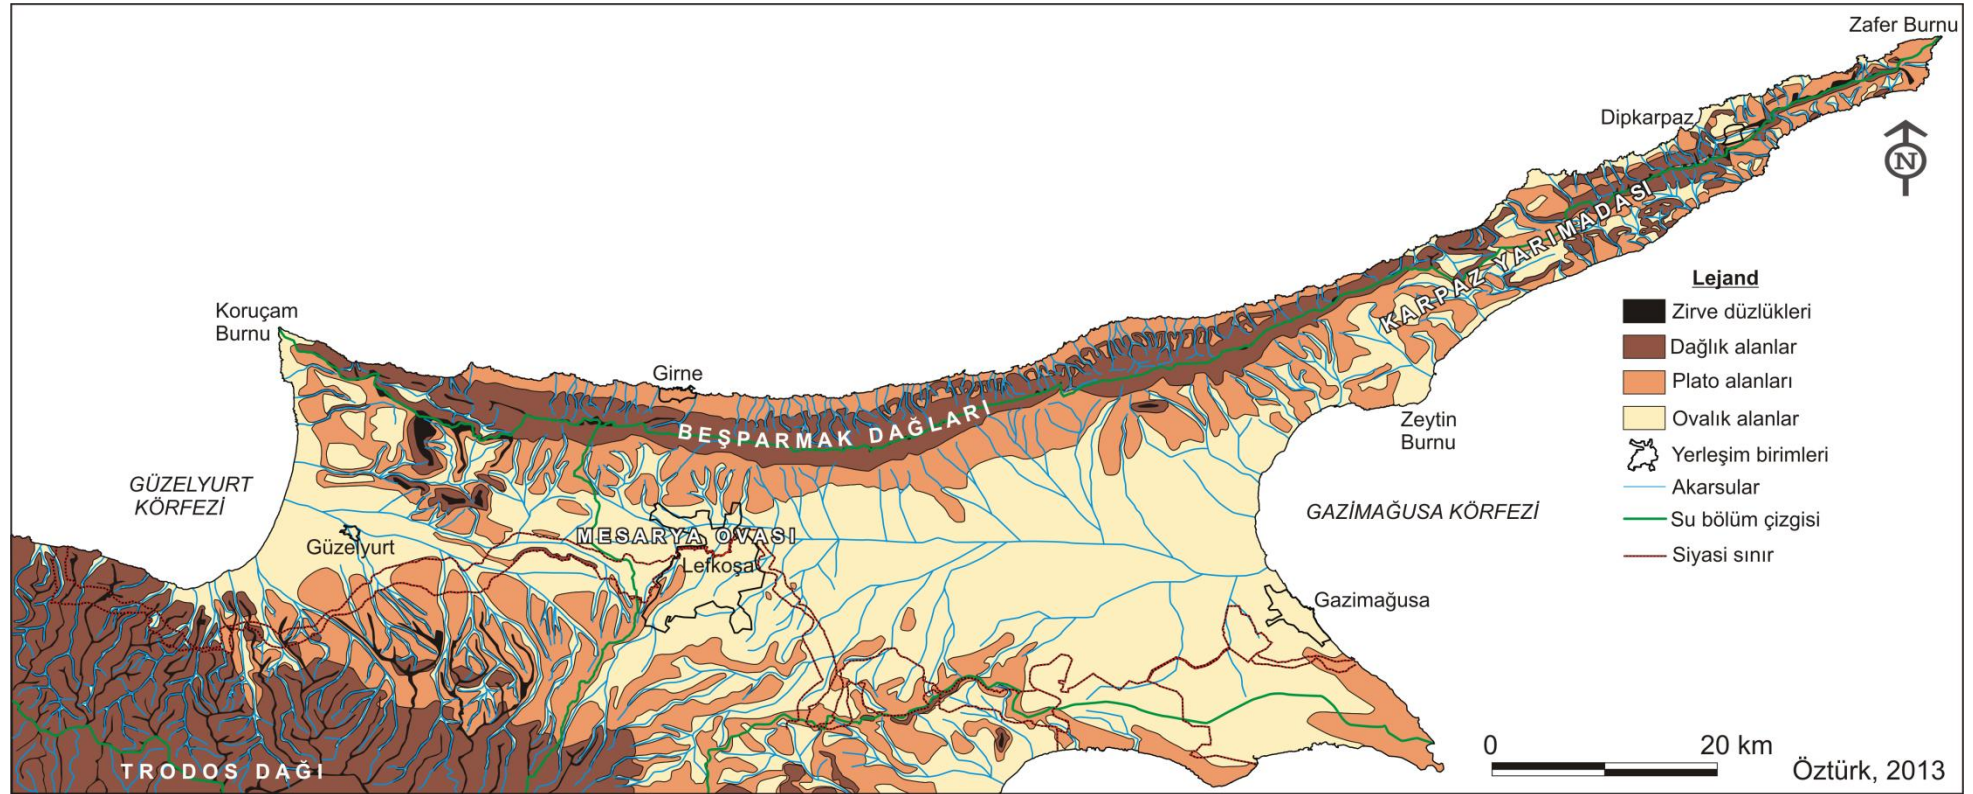 Zafer Burnu
Dipkarpaz
N
KARPAZ YARIMADASI
Koruçam
Burnu
Girne
BEŞPARMAK DAĞLARI
Zeytin
Burnu
GÜZELYURT
KÖRFEZİ
GAZİMAĞUSA KÖRFEZİ
Güzelyurt
MESARYA OVASI
Lefkoşa
Gazimağusa
TRODOS DAĞI
Lejand
Zirve düzlükleri
Dağlık alanlar
Plato alanları
Ovalık alanlar
Yerleşim birimleri
Akarsular
Su bölüm çizgisi
Siyasi sınır
0 20 km
Öztürk, 2013